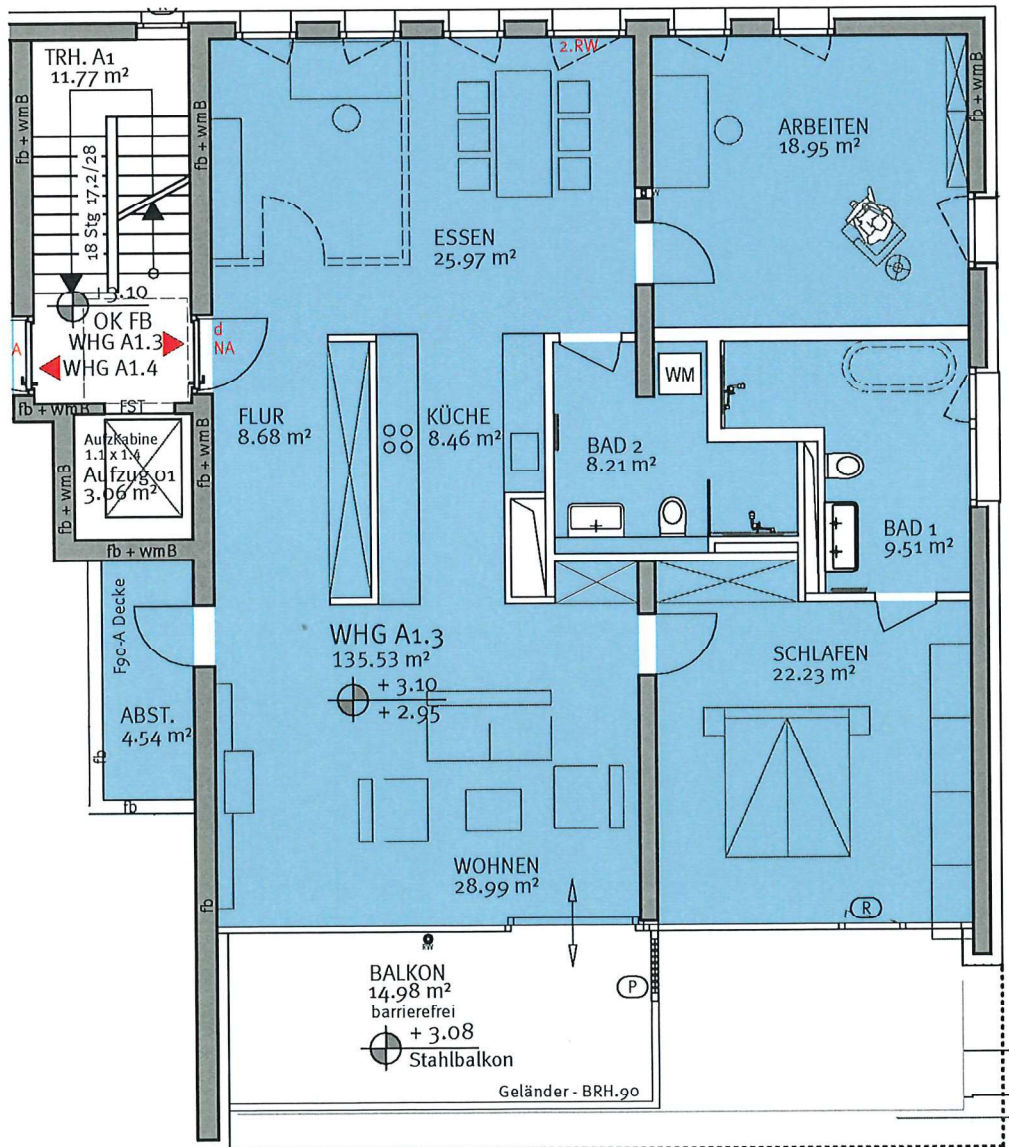 TRH. A1
11.77 m²
fb + wmB
fb + wmB
18 Stg 17,2/28
+3.10
OK FB
WHG A1.3
WHG A1.4
A
d
NA
FST
fb + wmB
fb + wmB
fb + wmB
Aufzkabine
1.1 x 1.4
Aufzug 01
3.06 m²
fb + wmB
2.RW
ESSEN
25.97 m²
ARBEITEN
18.95 m²
fb + wmB
FLUR
8.68 m²
KÜCHE
8.46 m²
WM
BAD 2
8.21 m²
BAD 1
9.51 m²
F90-A Decke
ABST.
4.54 m²
fb
fb
fb
WHG A1.3
135.53 m²
+ 3.10
+ 2.95
SCHLAFEN
22.23 m²
WOHNEN
28.99 m²
R
RW
BALKON
14.98 m²
barrierefrei
+ 3.08
Stahlbalkon
P
Geländer - BRH.90